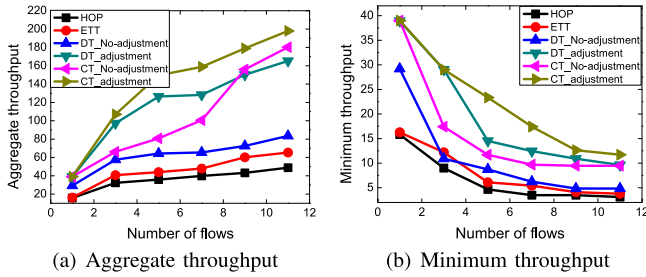 220
200
180
160
140
120
100
80
60
40
20
Aggregate throughput
HOP
ETT
DT_No-adjustment
DT_adjustment
CT_No-adjustment
CT_adjustment
0 2 4 6 8 10 12
Number of flows
(a) Aggregate throughput
40
35
30
25
20
15
10
5
Minimum throughput
HOP
ETT
DT_No-adjustment
DT_adjustment
CT_No-adjustment
CT_adjustment
0 2 4 6 8 10 12
Number of flows
(b) Minimum throughput